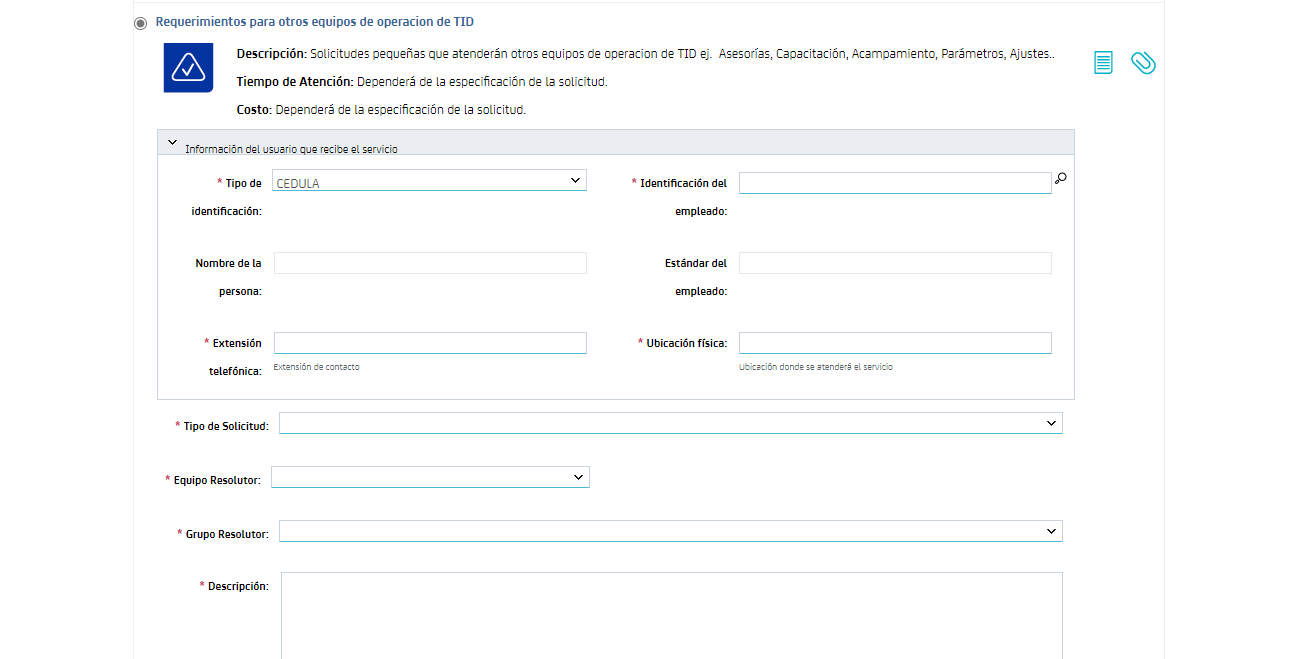 Requerimientos para otros equipos de operacion de TID
Descripción: Solicitudes pequeñas que atenderán otros equipos de operacion de TID ej. Asesorías, Capacitación, Acampamiento, Parámetros, Ajustes..
Tiempo de Atención: Dependerá de la especificación de la solicitud.
Costo: Dependerá de la especificación de la solicitud.
Información del usuario que recibe el servicio
* Tipo de identificación: CEDULA
* Identificación del empleado:
Nombre de la persona:
Estándar del empleado:
* Extensión telefónica:
Extensión de contacto
* Ubicación física:
Ubicación donde se atenderá el servicio
* Tipo de Solicitud:
* Equipo Resolutor:
* Grupo Resolutor:
* Descripción: